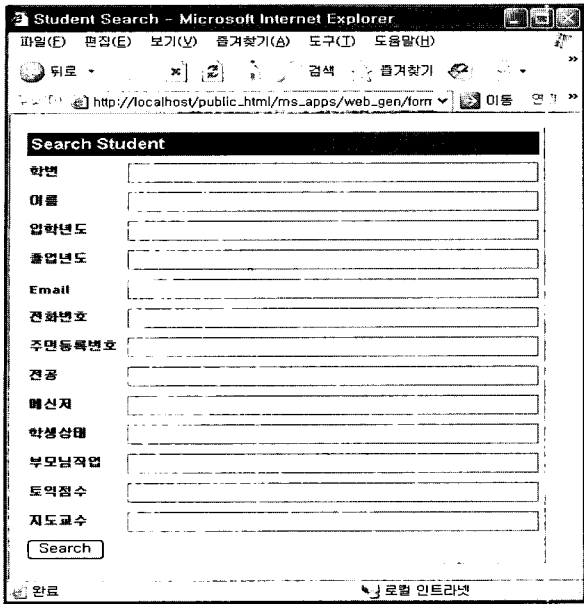 Student Search - Microsoft Internet Explorer
파일(F) 편집(E) 보기(V) 즐겨찾기(A) 도구(T) 도움말(H)
뒤로 검색 즐겨찾기 »
http://localhost/public_html/ms_apps/web_gen/form 이동 »
Search Student
학번
이름
입학년도
졸업년도
Email
전화번호
주민등록번호
전공
메신저
학생상태
부모님직업
토익점수
지도교수
Search
완료 로컬 인트라넷